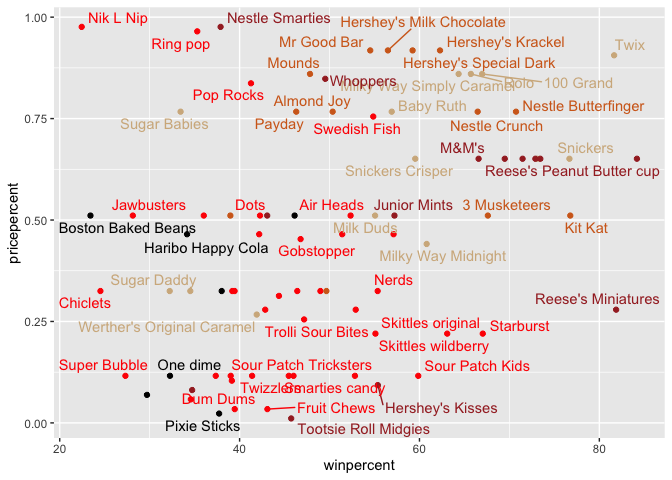 1.00
Nik L Nip
Nestle Smarties
Hershey's Milk Chocolate
Ring pop
Mr Good Bar
Hershey's Krackel
Twix
Mounds
Hershey's Special Dark
Whoppers
Milky Way Simply Caramel
Rolo
100 Grand
Pop Rocks
Almond Joy
Baby Ruth
Nestle Butterfinger
Sugar Babies
Payday
Swedish Fish
Nestle Crunch
0.75
M&M's
Snickers
Snickers Crisper
Reese's Peanut Butter cup
Jawbusters
Dots
Air Heads
Junior Mints
3 Musketeers
0.50
Boston Baked Beans
Milk Duds
Kit Kat
Haribo Happy Cola
Gobstopper
Milky Way Midnight
Sugar Daddy
Nerds
Chiclets
Reese's Miniatures
0.25
Werther's Original Caramel
Trolli Sour Bites
Skittles original
Starburst
Skittles wildberry
Super Bubble
One dime
Sour Patch Tricksters
Sour Patch Kids
Twizzlers
Smarties candy
Dum Dums
Fruit Chews
Hershey's Kisses
0.00
Pixie Sticks
Tootsie Roll Midgies
20
40
60
80
winpercent
pricepercent